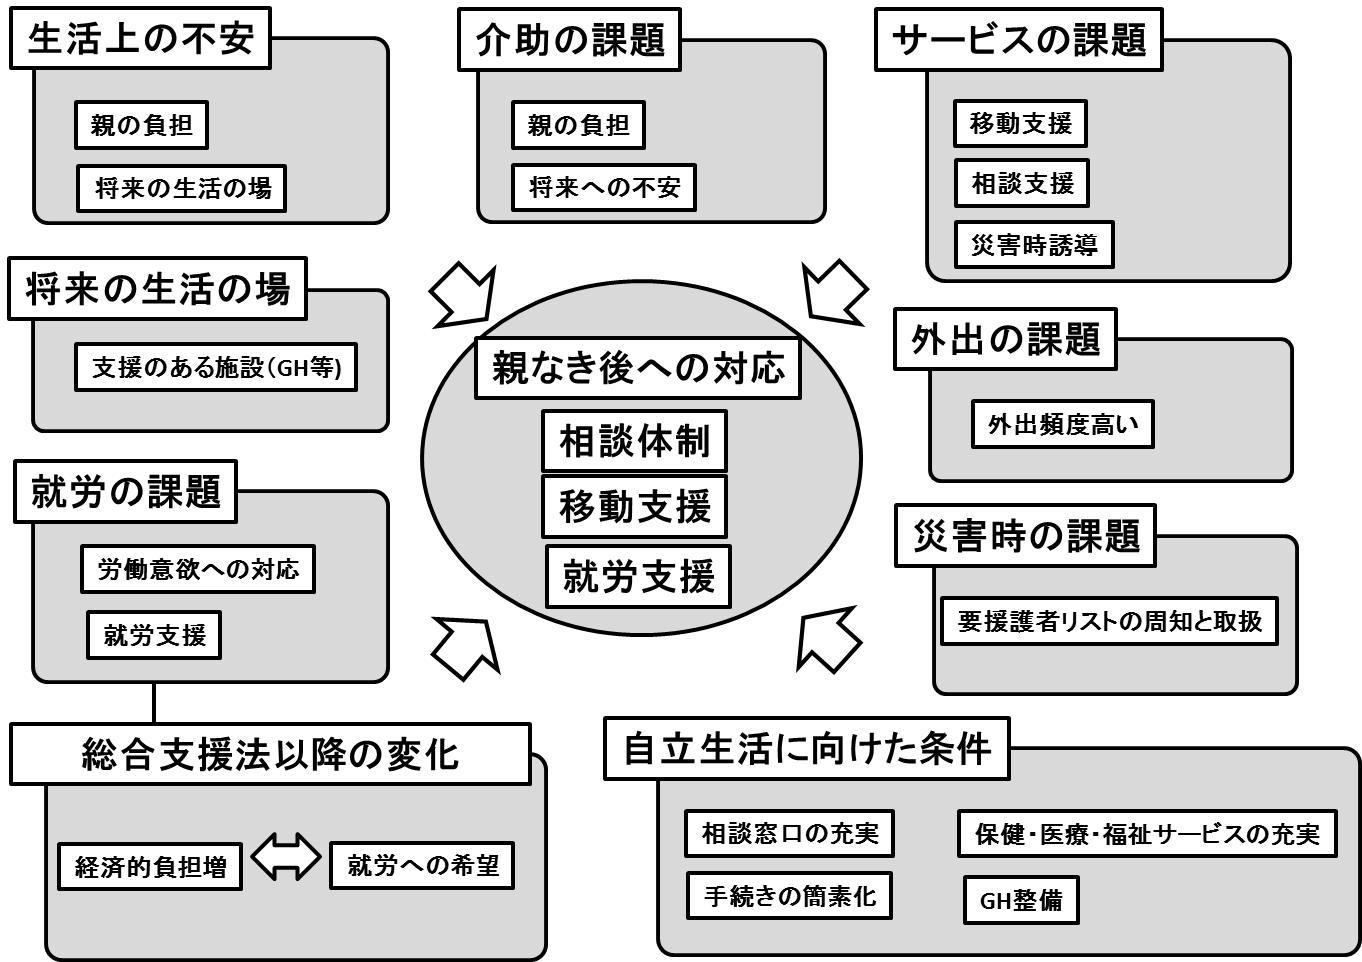 生活上の不安
親の負担
将来の生活の場
介助の課題
親の負担
将来への不安
サービスの課題
移動支援
相談支援
災害時誘導
将来の生活の場
支援のある施設(GH等)
親なき後への対応
相談体制
移動支援
就労支援
外出の課題
外出頻度高い
就労の課題
労働意欲への対応
就労支援
災害時の課題
要援護者リストの周知と取扱
総合支援法以降の変化
経済的負担増
就労への希望
自立生活に向けた条件
相談窓口の充実
保健・医療・福祉サービスの充実
手続きの簡素化
GH整備